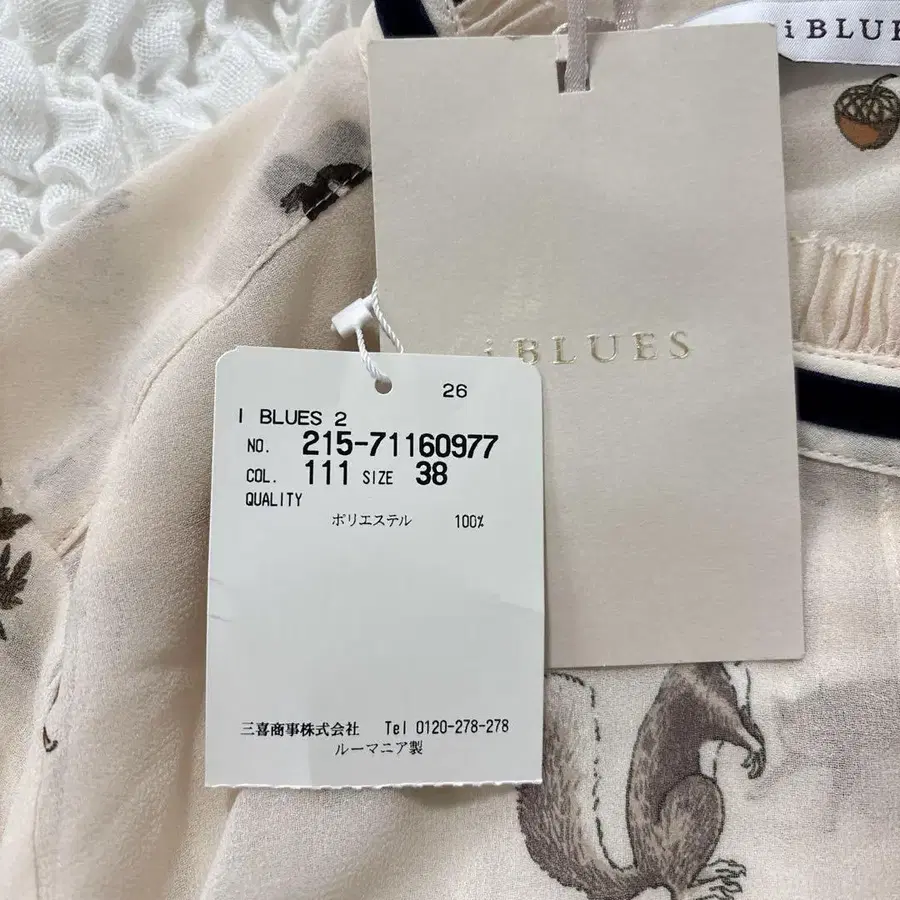 iBLUE
i BLUES
26
I BLUES 2
NO. 215-71160977
COL. 111 SIZE 38
QUALITY
ポリエステル 100%
三喜商事株式会社 Tel 0120-278-278
ルーマニア製